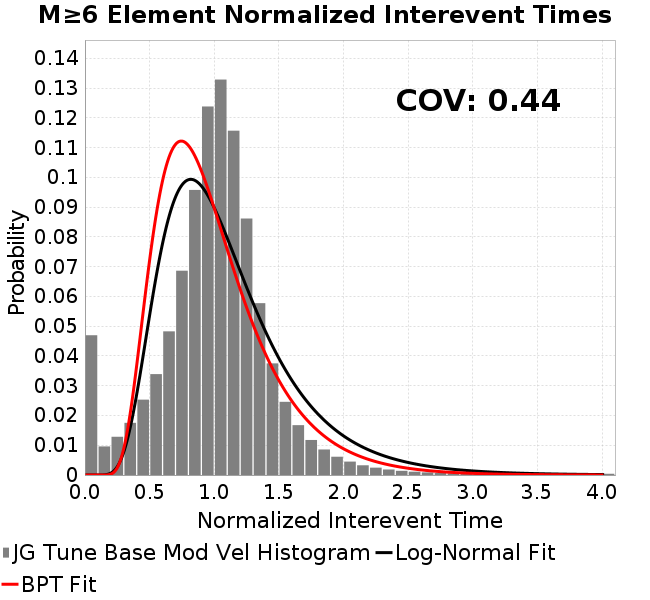 M≥6 Element Normalized Interevent Times
COV: 0.44
Probability
0.14
0.13
0.12
0.11
0.1
0.09
0.08
0.07
0.06
0.05
0.04
0.03
0.02
0.01
0
0.0 0.5 1.0 1.5 2.0 2.5 3.0 3.5 4.0
Normalized Interevent Time
JG Tune Base Mod Vel Histogram Log-Normal Fit
BPT Fit